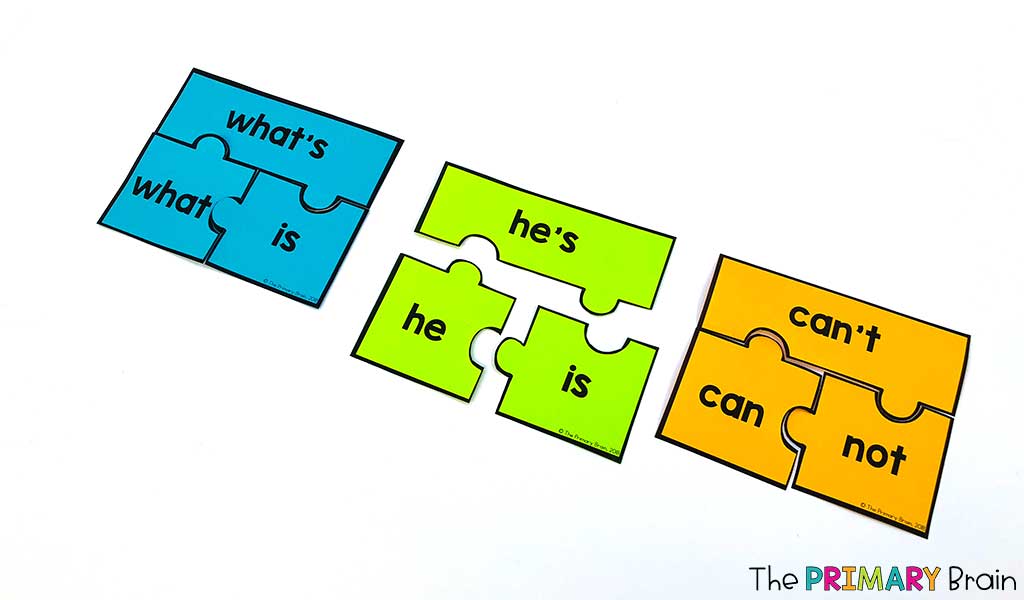 what's
what
is
© The Primary Brain, 2018
he's
he
is
© The Primary Brain, 2018
can't
can
not
© The Primary Brain, 2018
The PRIMARY Brain